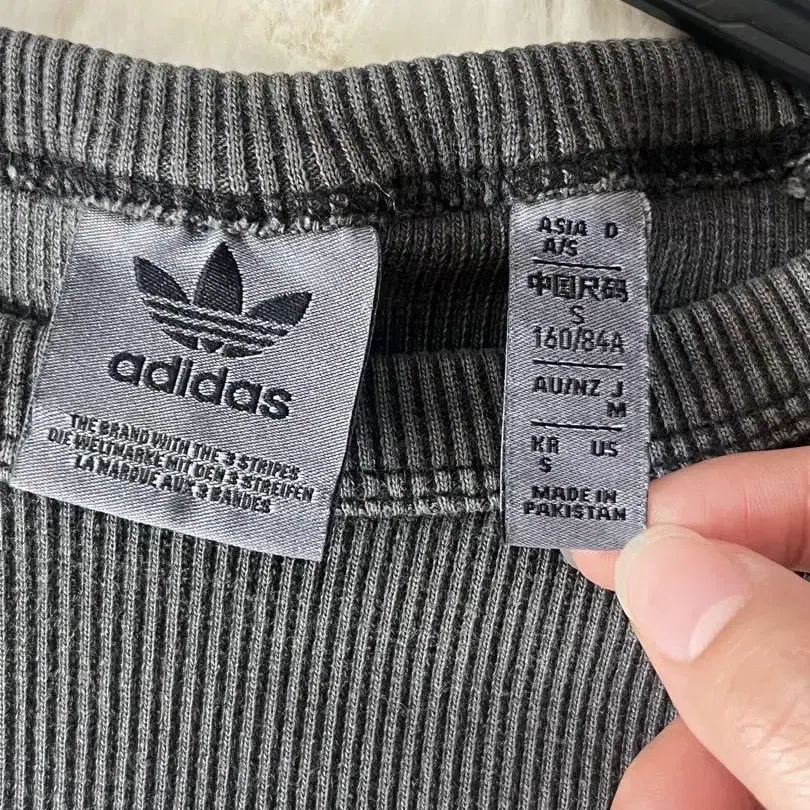 adidas
THE BRAND WITH THE 3 STRIPES
DIE WELTMARKE MIT DEN 3 STREIFEN
LA MARQUE AUX 3 BANDES
ASIA D
A/S
中国尺码
S
160/84A
AU/NZ J
M
KR US
S
MADE IN
PAKISTAN